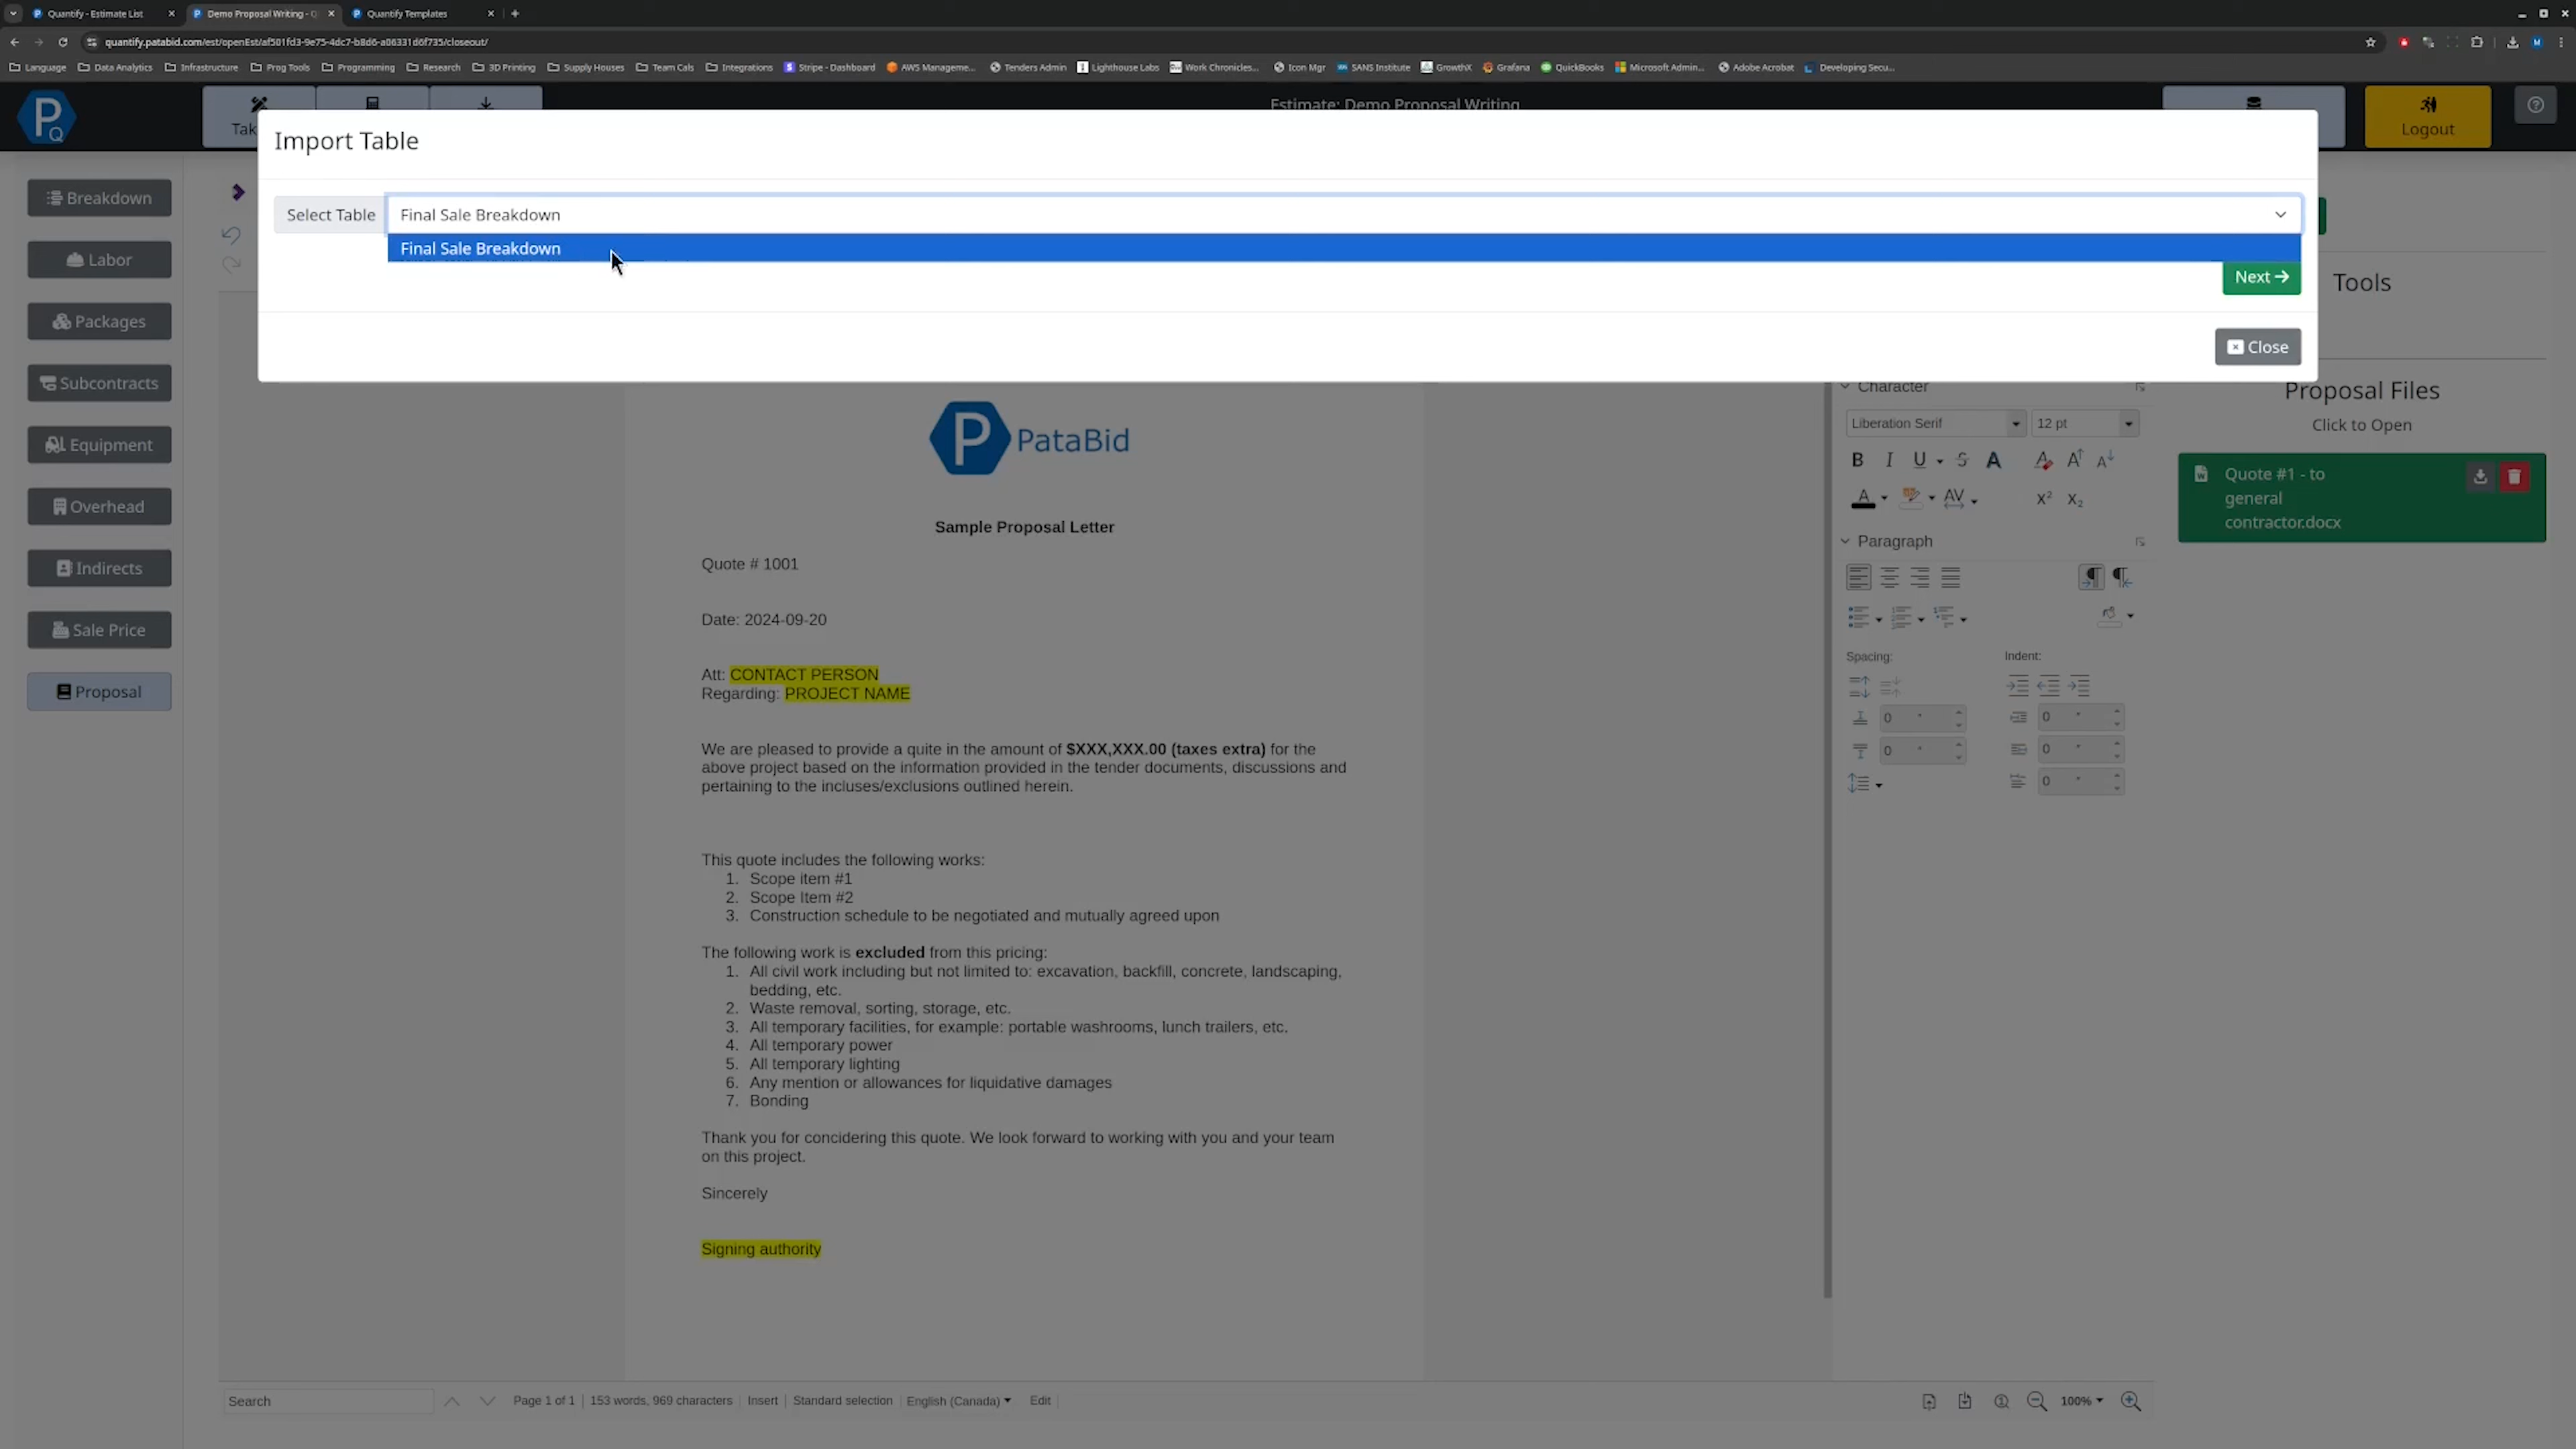 Quantify - Estimate List
Demo Proposal Writing - Q
Quantify Templates
quantify.patabid.com/est/openEst/af501fd3-9e75-4dc7-b8d6-a06331d6f735/closeout/
Language Data Analytics Infrastructure Prog Tools Programming Research 3D Printing Supply Houses Team Cals Integrations Stripe - Dashboard AWS Manageme... Tenders Admin Lighthouse Labs Work Chronicles... Icon Mgr SANS Institute GrowthX Grafana QuickBooks Microsoft Admin... Adobe Acrobat Developing Secu...
Estimate: Demo Proposal Writing
Tak
Logout
Import Table
Select Table
Final Sale Breakdown
Final Sale Breakdown
Next
Close
Breakdown
Labor
Packages
Subcontracts
Equipment
Overhead
Indirects
Sale Price
Proposal
PataBid
Sample Proposal Letter
Quote # 1001
Date: 2024-09-20
Att: CONTACT PERSON
Regarding: PROJECT NAME
We are pleased to provide a quite in the amount of $XXX,XXX.00 (taxes extra) for the
above project based on the information provided in the tender documents, discussions and
pertaining to the incluses/exclusions outlined herein.
This quote includes the following works:
1. Scope item #1
2. Scope Item #2
3. Construction schedule to be negotiated and mutually agreed upon
The following work is excluded from this pricing:
1. All civil work including but not limited to: excavation, backfill, concrete, landscaping,
bedding, etc.
2. Waste removal, sorting, storage, etc.
3. All temporary facilities, for example: portable washrooms, lunch trailers, etc.
4. All temporary power
5. All temporary lighting
6. Any mention or allowances for liquidative damages
7. Bonding
Thank you for concidering this quote. We look forward to working with you and your team
on this project.
Sincerely
Signing authority
Character
Liberation Serif
12 pt
Paragraph
Spacing:
Indent:
0 "
0 "
0 "
0 "
0 "
Tools
Proposal Files
Click to Open
Quote #1 - to
general
contractor.docx
Search
Page 1 of 1
153 words, 969 characters
Insert
Standard selection
English (Canada)
Edit
100%